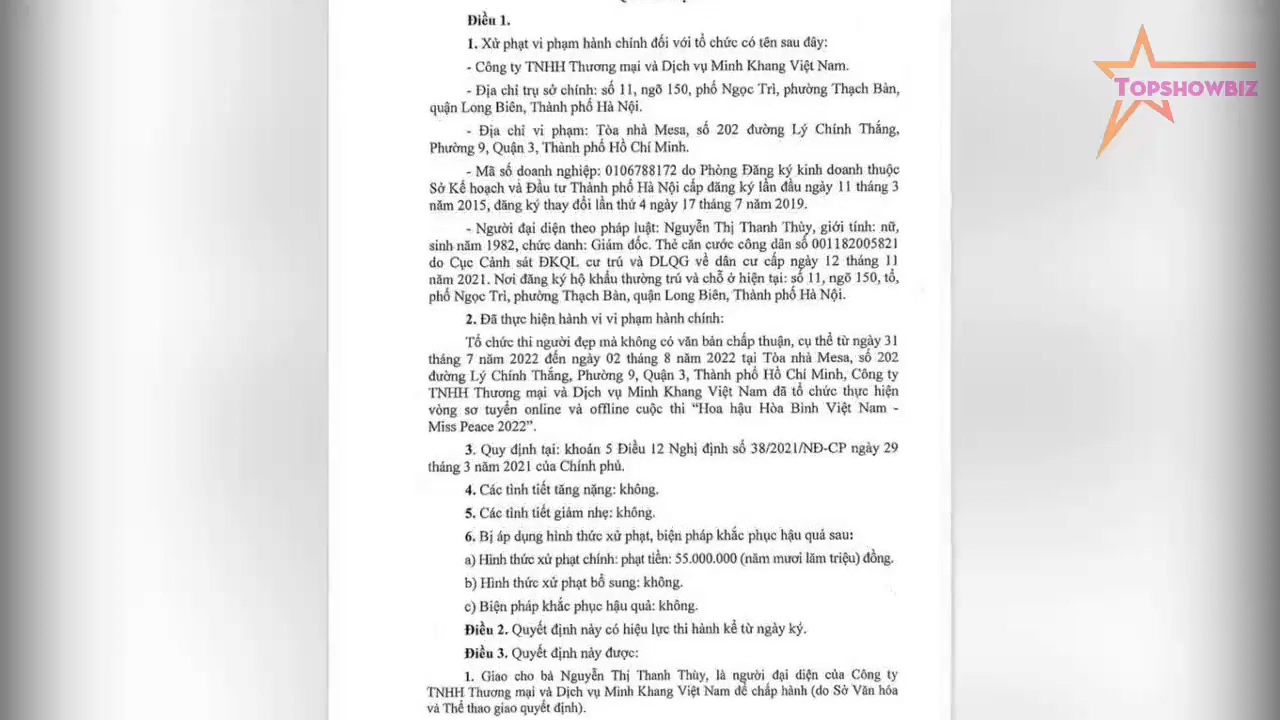 Điều 1.
1. Xử phạt vi phạm hành chính đối với tổ chức có tên sau đây:
- Công ty TNHH Thương mại và Dịch vụ Minh Khang Việt Nam.
- Địa chỉ trụ sở chính: số 11, ngõ 150, phố Ngọc Trì, phường Thạch Bàn,
quận Long Biên, Thành phố Hà Nội.
- Địa chỉ vi phạm: Tòa nhà Mesa, số 202 đường Lý Chính Thắng,
Phường 9, Quận 3, Thành phố Hồ Chí Minh.
- Mã số doanh nghiệp: 0106788172 do Phòng Đăng ký kinh doanh thuộc
Sở Kế hoạch và Đầu tư Thành phố Hà Nội cấp đăng ký lần đầu ngày 11 tháng 3
năm 2015, đăng ký thay đổi lần thứ 4 ngày 17 tháng 7 năm 2019.
- Người đại diện theo pháp luật: Nguyễn Thị Thanh Thùy, giới tính: nữ,
sinh năm 1982, chức danh: Giám đốc. Thẻ căn cước công dân số 001182005821
do Cục Cảnh sát ĐKQL cư trú và DLQG về dân cư cấp ngày 12 tháng 11
năm 2021. Nơi đăng ký hộ khẩu thường trú và chỗ ở hiện tại: số 11, ngõ 150, tổ,
phố Ngọc Trì, phường Thạch Bàn, quận Long Biên, Thành phố Hà Nội.
2. Đã thực hiện hành vi vi phạm hành chính:
Tổ chức thi người đẹp mà không có văn bản chấp thuận, cụ thể từ ngày 31
tháng 7 năm 2022 đến ngày 02 tháng 8 năm 2022 tại Tòa nhà Mesa, số 202
đường Lý Chính Thắng, Phường 9, Quận 3, Thành phố Hồ Chí Minh, Công ty
TNHH Thương mại và Dịch vụ Minh Khang Việt Nam đã tổ chức thực hiện
vòng sơ tuyển online và offline cuộc thi “Hoa hậu Hòa Bình Việt Nam -
Miss Peace 2022”.
3. Quy định tại: khoản 5 Điều 12 Nghị định số 38/2021/NĐ-CP ngày 29
tháng 3 năm 2021 của Chính phủ.
4. Các tình tiết tăng nặng: không.
5. Các tình tiết giảm nhẹ: không.
6. Bị áp dụng hình thức xử phạt, biện pháp khắc phục hậu quả sau:
a) Hình thức xử phạt chính: phạt tiền: 55.000.000 (năm mươi lăm triệu) đồng.
b) Hình thức xử phạt bổ sung: không.
c) Biện pháp khắc phục hậu quả: không.
Điều 2. Quyết định này có hiệu lực thi hành kể từ ngày ký.
Điều 3. Quyết định này được:
1. Giao cho bà Nguyễn Thị Thanh Thùy, là người đại diện của Công ty
TNHH Thương mại và Dịch vụ Minh Khang Việt Nam để chấp hành (do Sở Văn hóa
và Thể thao giao quyết định).
TOPSHOWBIZ